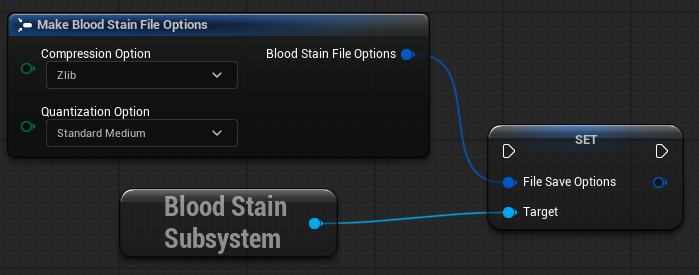 Make Blood Stain File Options
Compression Option
Blood Stain File Options
Zlib
Quantization Option
Standard Medium
SET
File Save Options
Target
Blood Stain
Subsystem